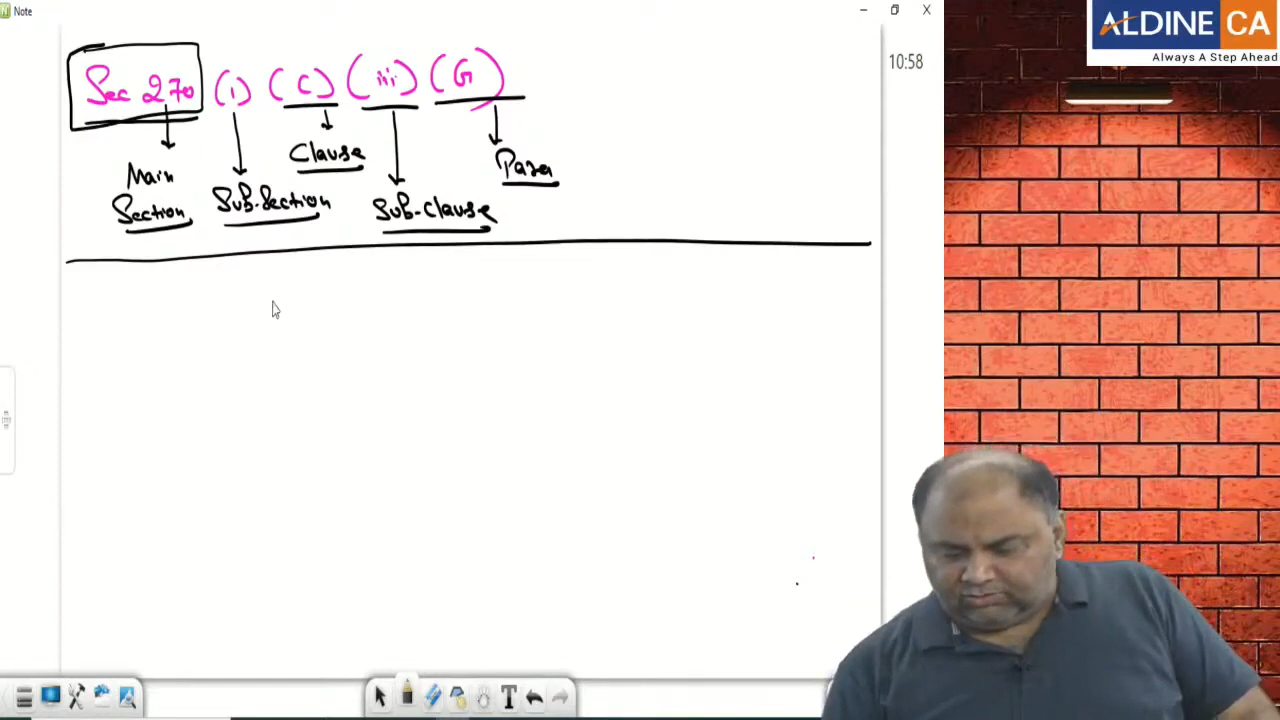 Note
ALDINE CA
Always A Step Ahead
10:58
Sec 270 (1) (C) (iii) (G)
Main Section
Sub-Section
Clause
Sub-Clause
Para